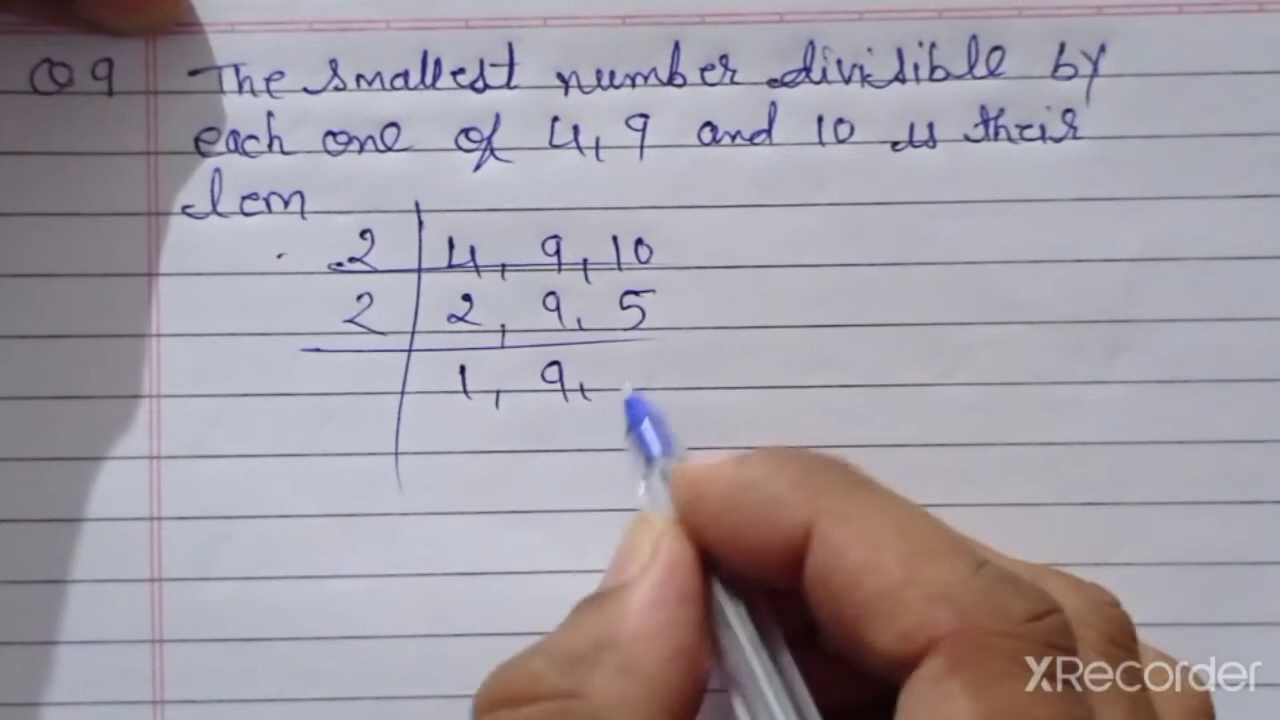 Q9 The smallest number divisible by
each one of 4, 9 and 10 is their
lcm
2 | 4, 9, 10
2 | 2, 9, 5
1, 9,
XRecorder